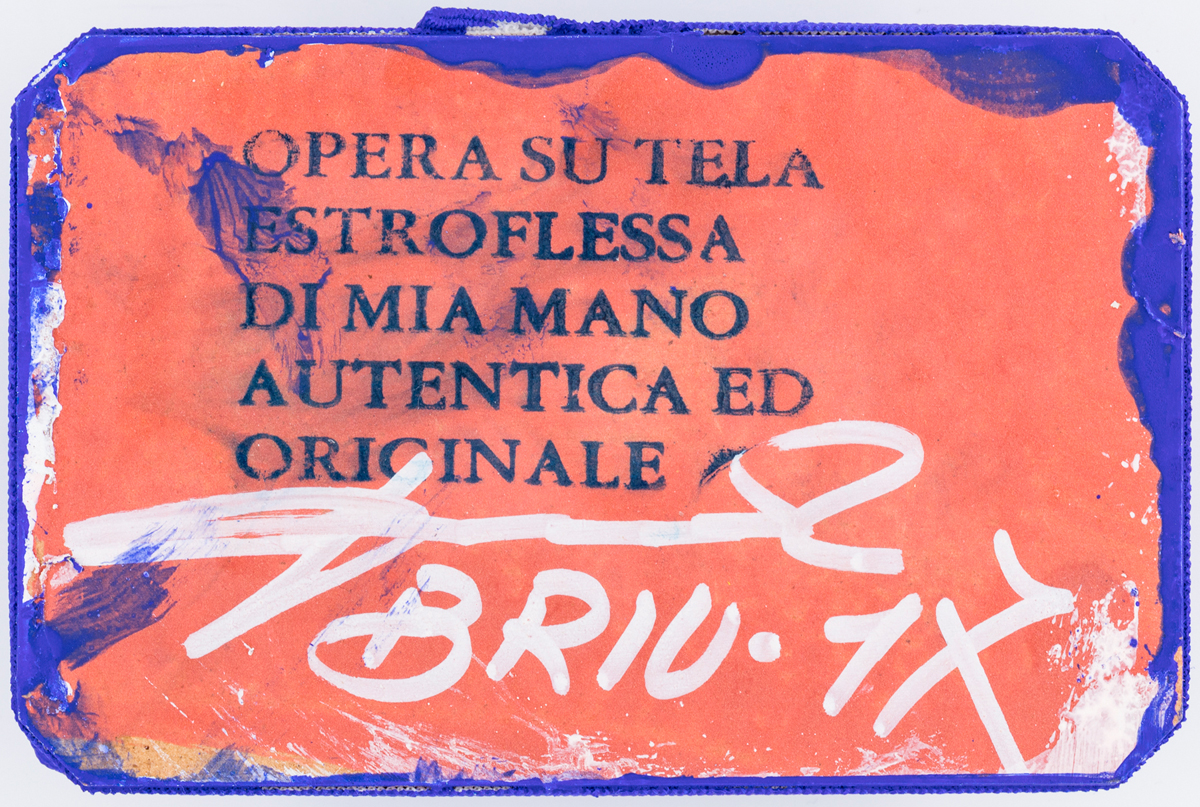 OPERA SU TELA
ESTROFLESSA
DI MIA MANO
AUTENTICA ED
ORIGINALE
BRIU. 17